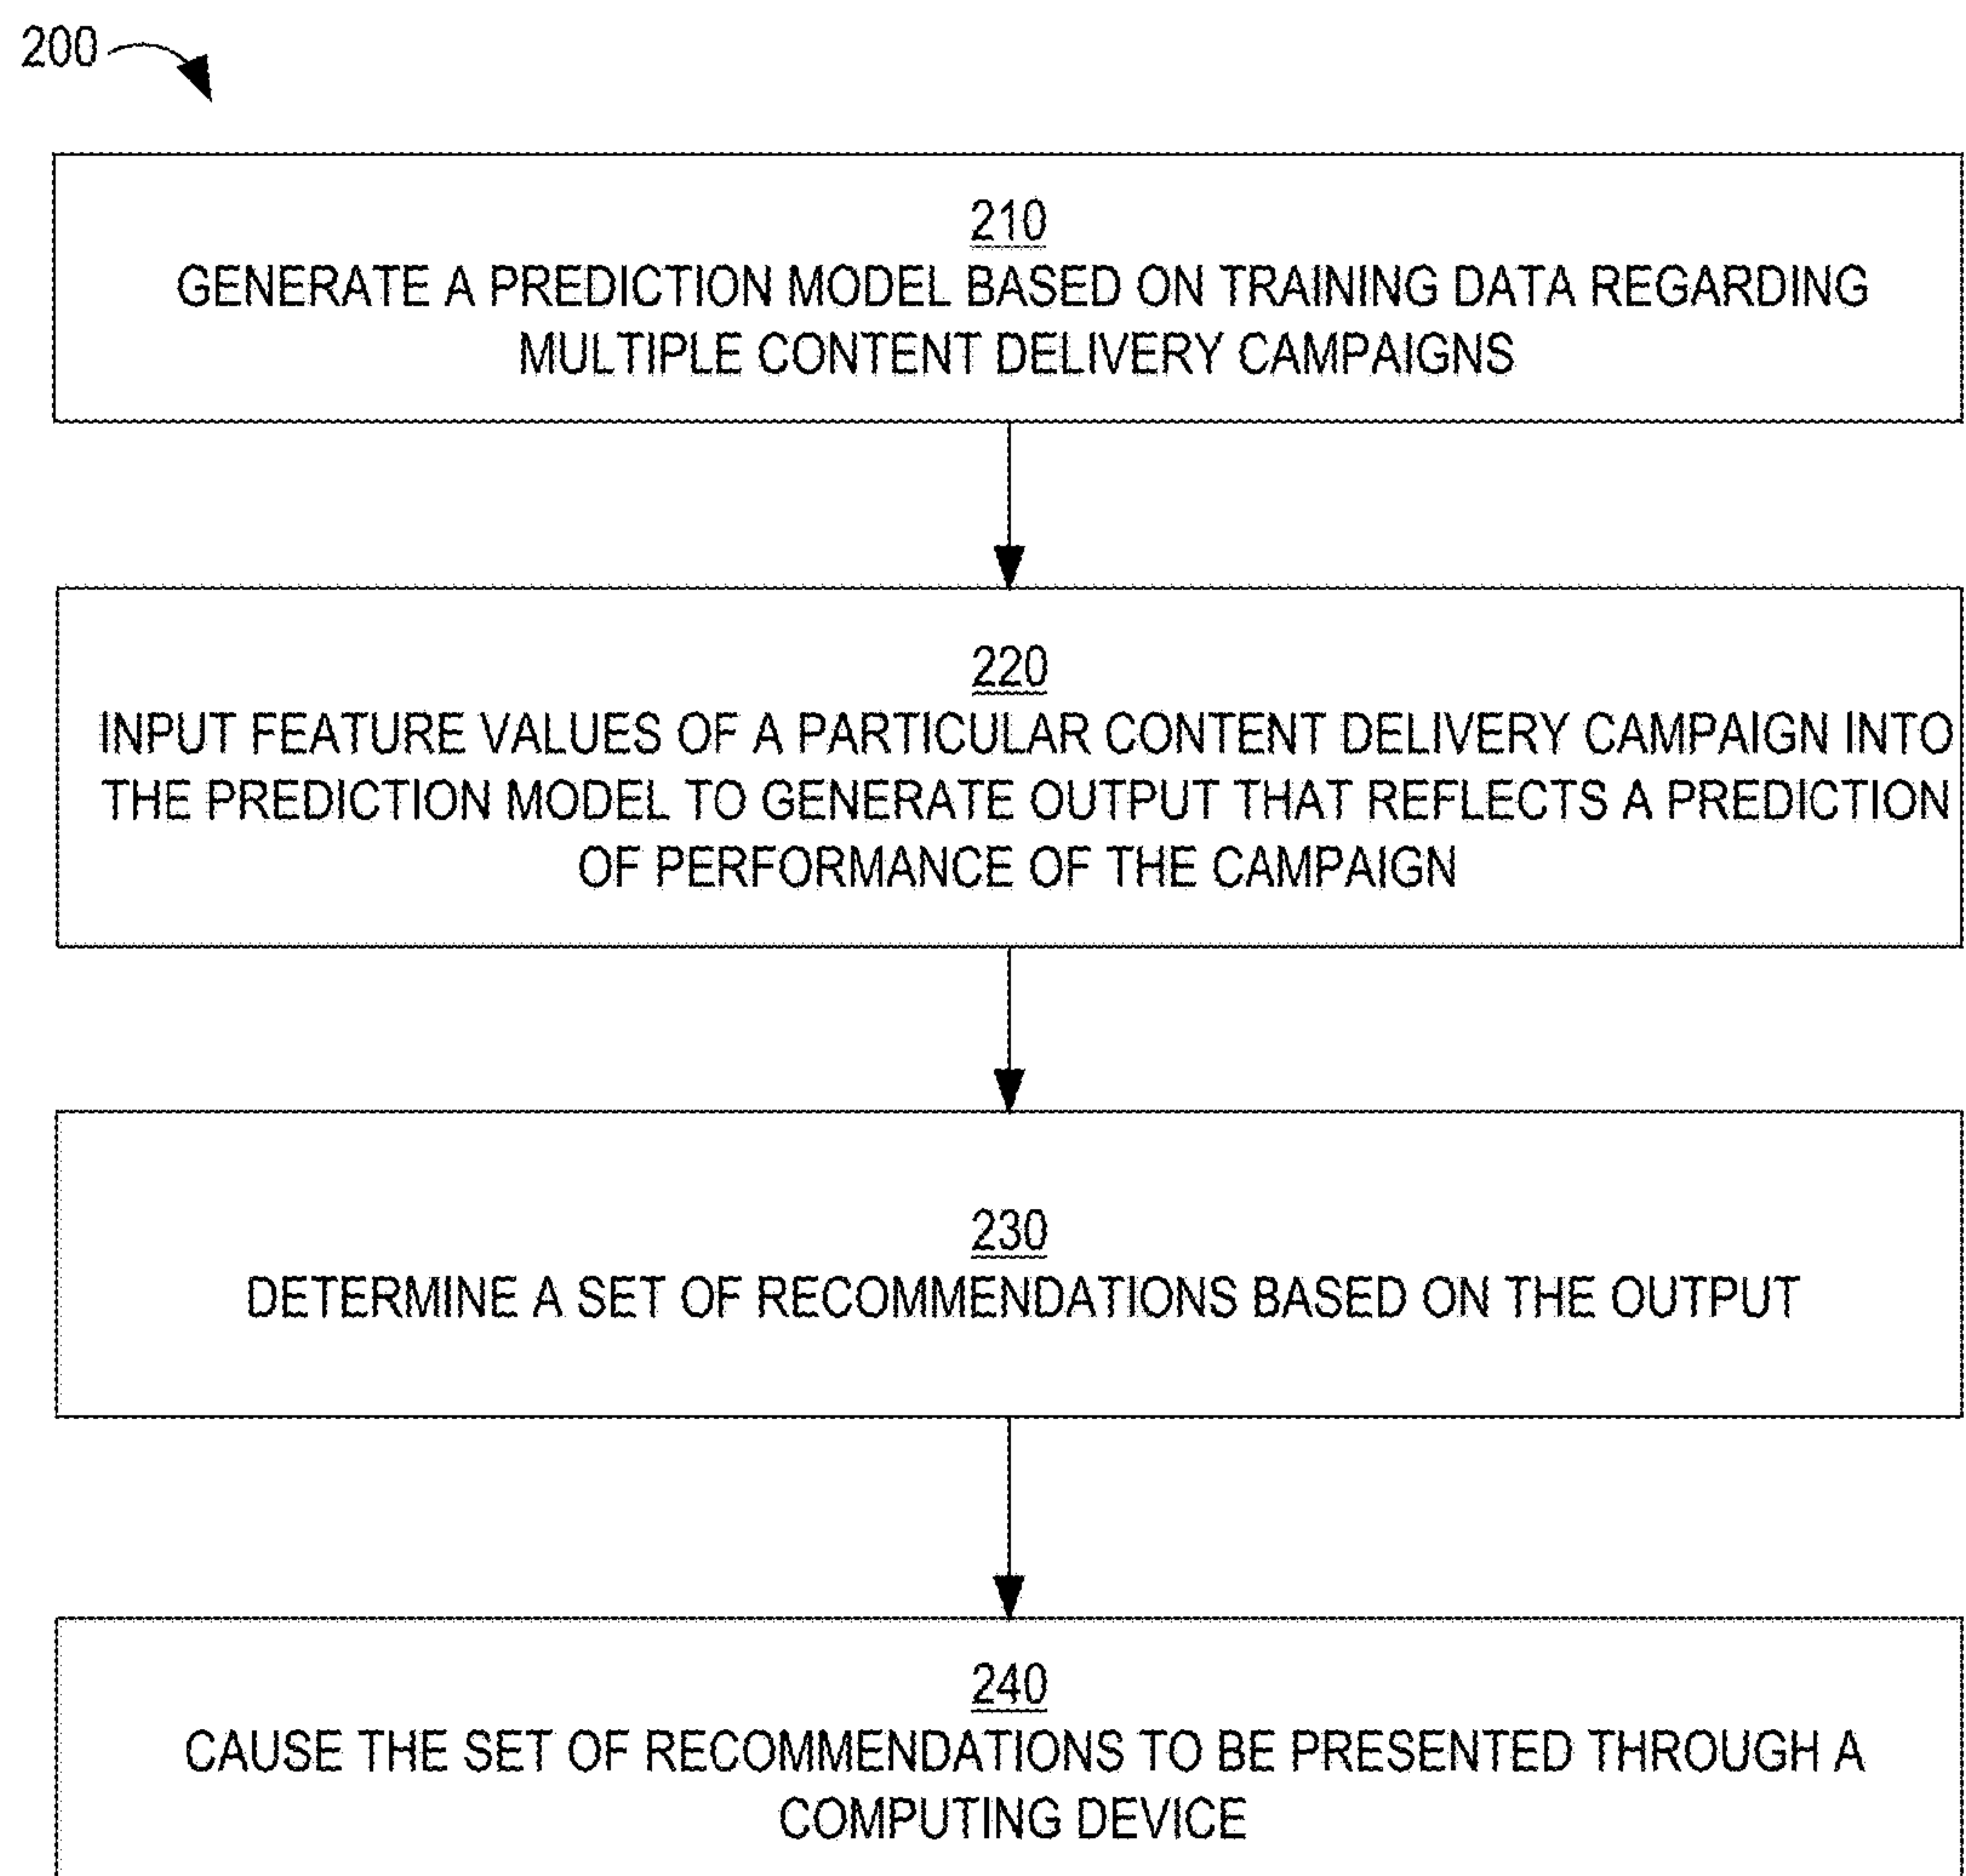 200
210
GENERATE A PREDICTION MODEL BASED ON TRAINING DATA REGARDING
MULTIPLE CONTENT DELIVERY CAMPAIGNS
220
INPUT FEATURE VALUES OF A PARTICULAR CONTENT DELIVERY CAMPAIGN INTO
THE PREDICTION MODEL TO GENERATE OUTPUT THAT REFLECTS A PREDICTION
OF PERFORMANCE OF THE CAMPAIGN
230
DETERMINE A SET OF RECOMMENDATIONS BASED ON THE OUTPUT
240
CAUSE THE SET OF RECOMMENDATIONS TO BE PRESENTED THROUGH A
COMPUTING DEVICE